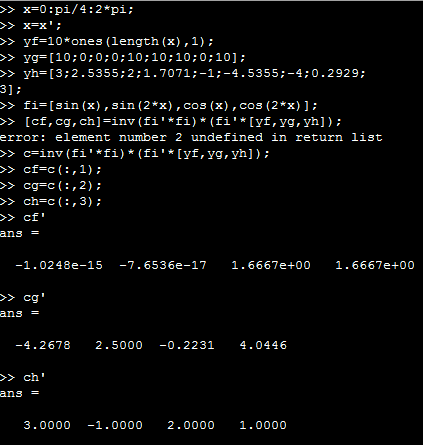 >> x=0:pi/4:2*pi;
>> x=x';
>> yf=10*ones(length(x),1);
>> yg=[10;0;0;0;10;10;10;0;10];
>> yh=[3;2.5355;2;1.7071;-1;-4.5355;-4;0.2929;
3];
>> fi=[sin(x),sin(2*x),cos(x),cos(2*x)];
>> [cf,cg,ch]=inv(fi'*fi)*(fi'*[yf,yg,yh]);
error: element number 2 undefined in return list
>> c=inv(fi'*fi)*(fi'*[yf,yg,yh]);
>> cf=c(:,1);
>> cg=c(:,2);
>> ch=c(:,3);
>> cf'
ans =
-1.0248e-15 -7.6536e-17 1.6667e+00 1.6667e+00
>> cg'
ans =
-4.2678 2.5000 -0.2231 4.0446
>> ch'
ans =
3.0000 -1.0000 2.0000 1.0000